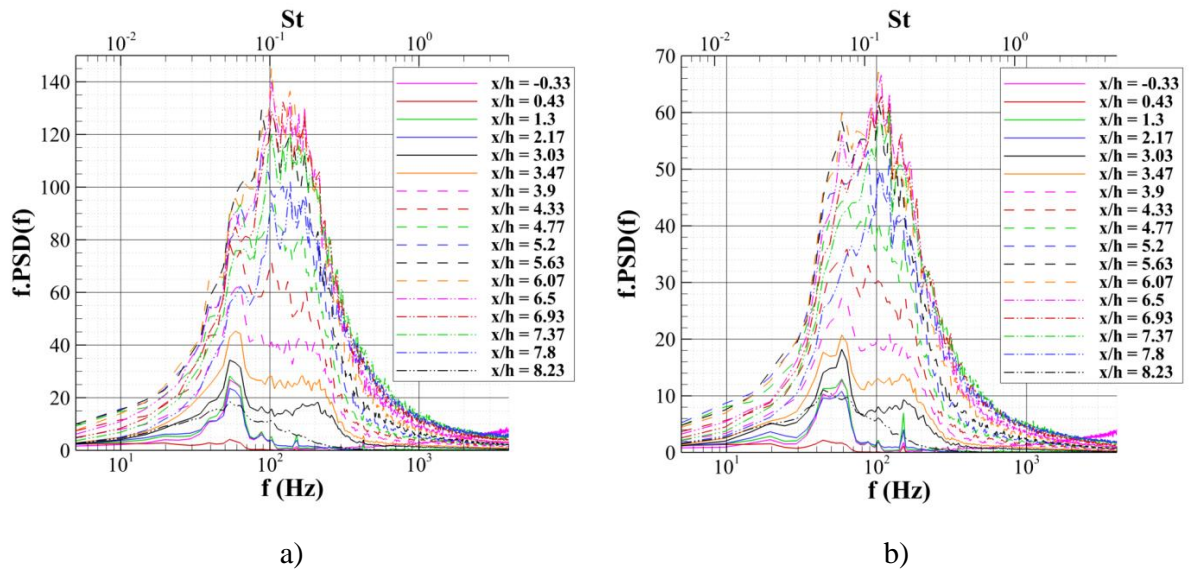 St
10^-2 10^-1 10^0
f.PSD(f)
140
120
100
80
60
40
20
0
10^1 10^2 10^3
f (Hz)
x/h = -0.33
x/h = 0.43
x/h = 1.3
x/h = 2.17
x/h = 3.03
x/h = 3.47
x/h = 3.9
x/h = 4.33
x/h = 4.77
x/h = 5.2
x/h = 5.63
x/h = 6.07
x/h = 6.5
x/h = 6.93
x/h = 7.37
x/h = 7.8
x/h = 8.23
a)
St
10^-2 10^-1 10^0
f.PSD(f)
70
60
50
40
30
20
10
0
10^1 10^2 10^3
f (Hz)
x/h = -0.33
x/h = 0.43
x/h = 1.3
x/h = 2.17
x/h = 3.03
x/h = 3.47
x/h = 3.9
x/h = 4.33
x/h = 4.77
x/h = 5.2
x/h = 5.63
x/h = 6.07
x/h = 6.5
x/h = 6.93
x/h = 7.37
x/h = 7.8
x/h = 8.23
b)